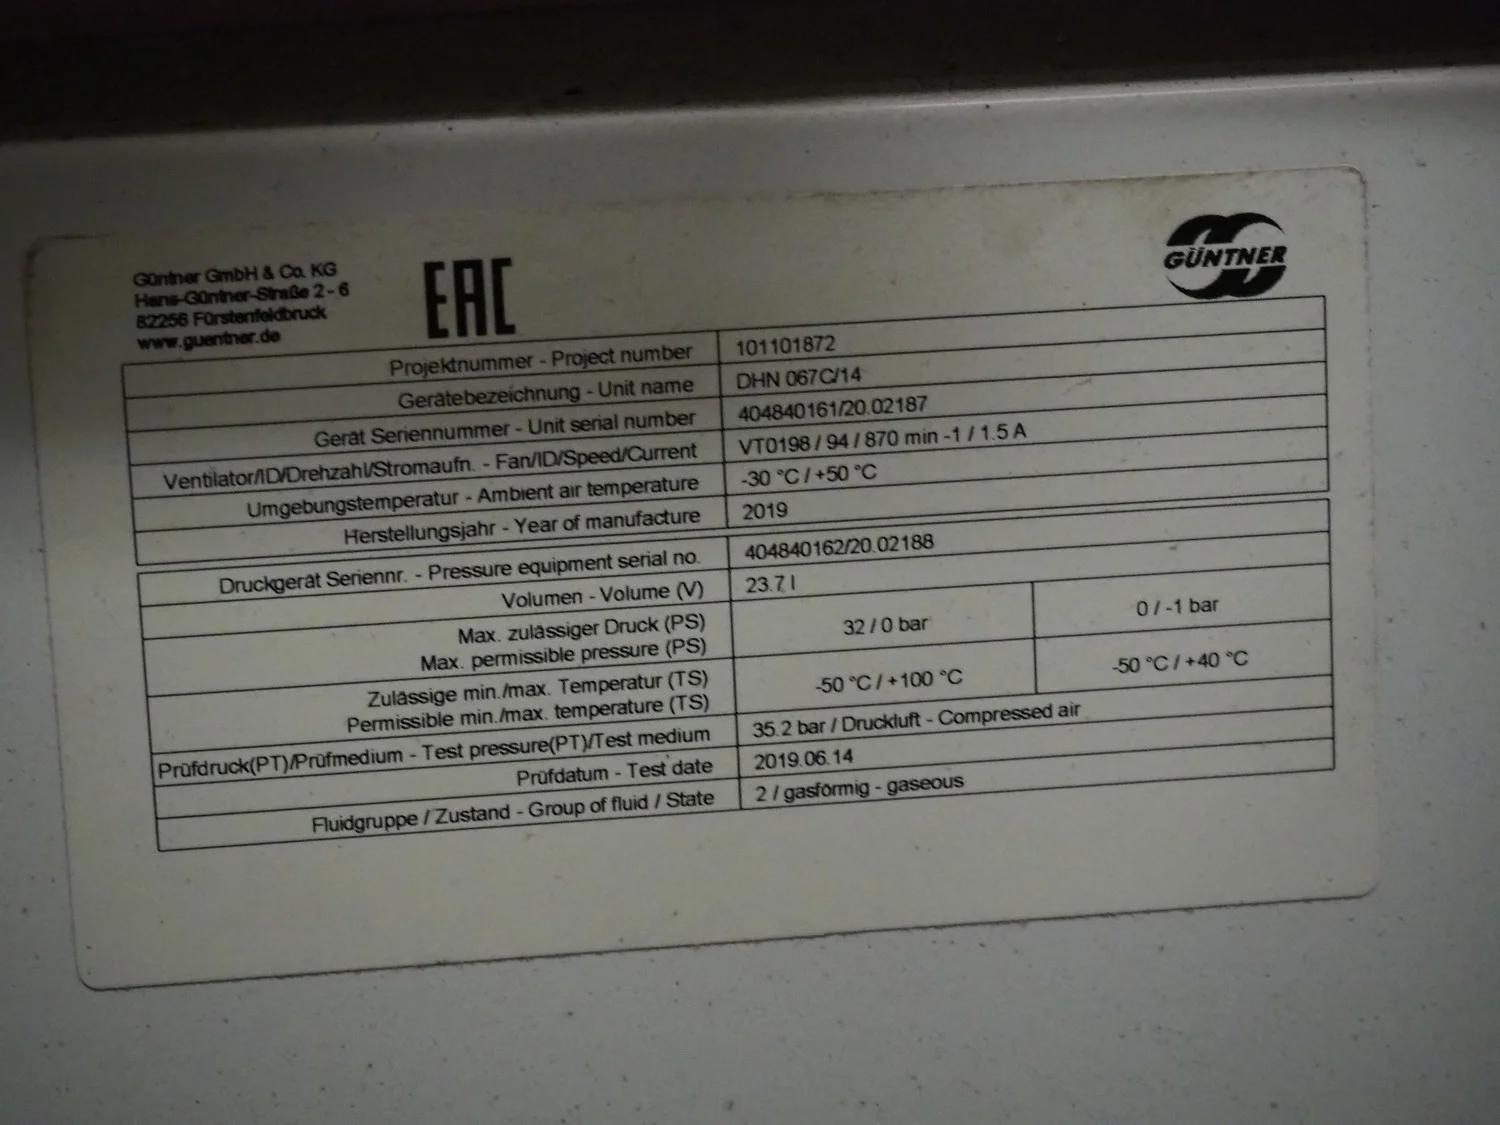 Güntner GmbH & Co. KG
Hans-Güntner-Straße 2 - 6
82256 Fürstenfeldbruck
www.guentner.de
EAC
GÜNTNER
Projektnummer - Project number 101101872
Gerätebezeichnung - Unit name DHN 067C/14
Gerät Seriennummer - Unit serial number 404840161/20.02187
Ventilator/ID/Drehzahl/Stromaufn. - Fan/ID/Speed/Current VT0198 / 94 / 870 min -1 / 1.5 A
Umgebungstemperatur - Ambient air temperature -30 °C / +50 °C
Herstellungsjahr - Year of manufacture 2019
Druckgerät Seriennr. - Pressure equipment serial no. 404840162/20.02188
Volumen - Volume (V) 23.7 l
Max. zulässiger Druck (PS)
Max. permissible pressure (PS) 32 / 0 bar 0 / -1 bar
Zulässige min./max. Temperatur (TS)
Permissible min./max. temperature (TS) -50 °C / +100 °C -50 °C / +40 °C
Prüfdruck(PT)/Prüfmedium - Test pressure(PT)/Test medium 35.2 bar / Druckluft - Compressed air
Prüfdatum - Test date 2019.06.14
Fluidgruppe / Zustand - Group of fluid / State 2 / gasförmig - gaseous